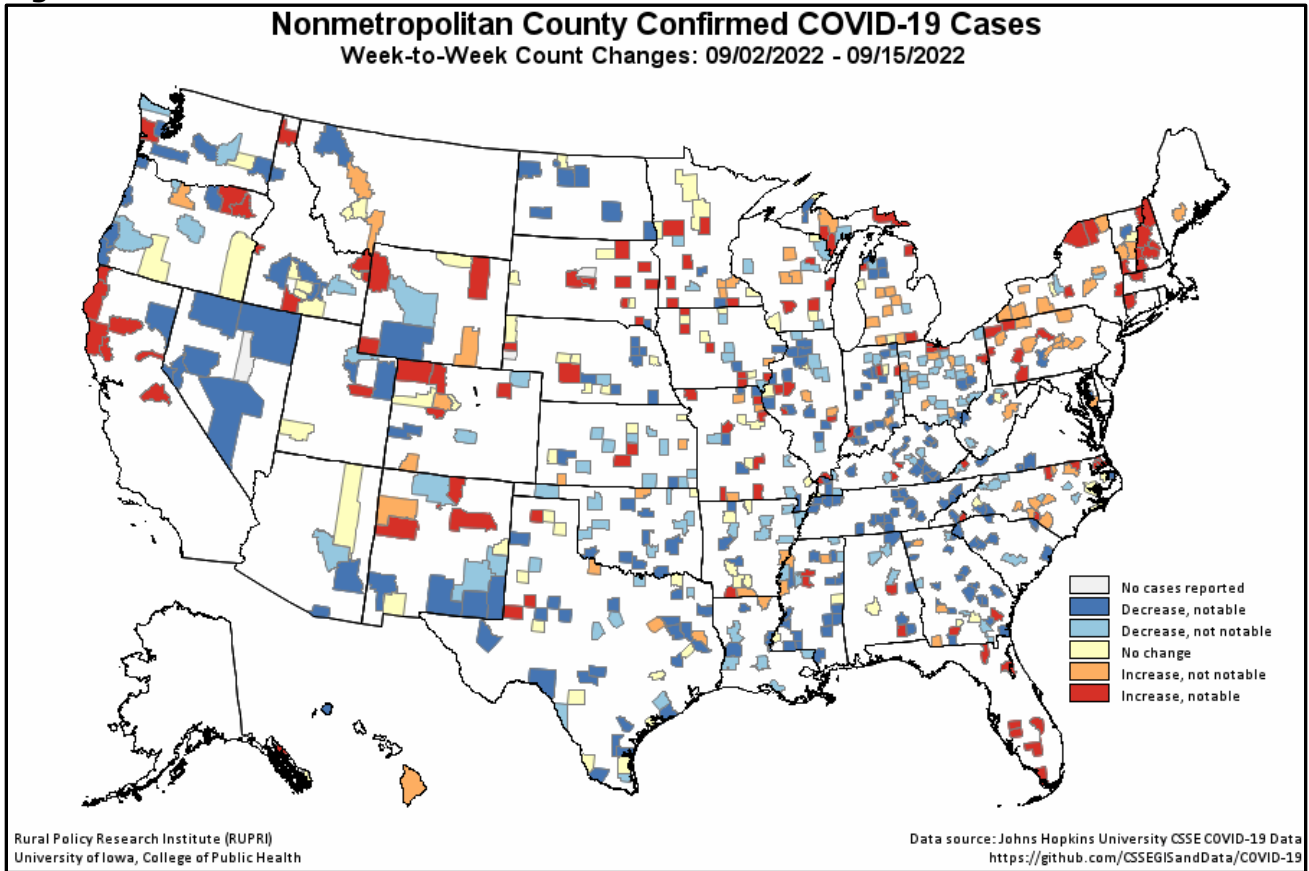 Nonmetropolitan County Confirmed COVID-19 Cases
Week-to-Week Count Changes: 09/02/2022 - 09/15/2022
No cases reported
Decrease, notable
Decrease, not notable
No change
Increase, not notable
Increase, notable
Rural Policy Research Institute (RUPRI)
University of Iowa, College of Public Health
Data source: Johns Hopkins University CSSE COVID-19 Data
https://github.com/CSSEGISandData/COVID-19